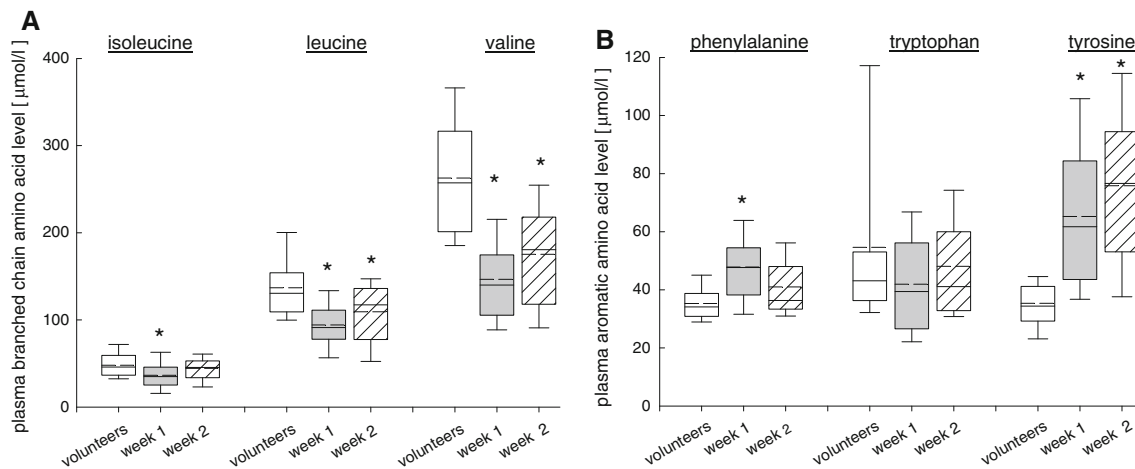 A
isoleucine leucine valine
plasma branched chain amino acid level [ μmol/l ]
400
300
200
100
0
* * * * *
volunteers week 1 week 2 volunteers week 1 week 2 volunteers week 1 week 2
B
phenylalanine tryptophan tyrosine
plasma aromatic amino acid level [ μmol/l ]
120
100
80
60
40
20
0
* * *
volunteers week 1 week 2 volunteers week 1 week 2 volunteers week 1 week 2